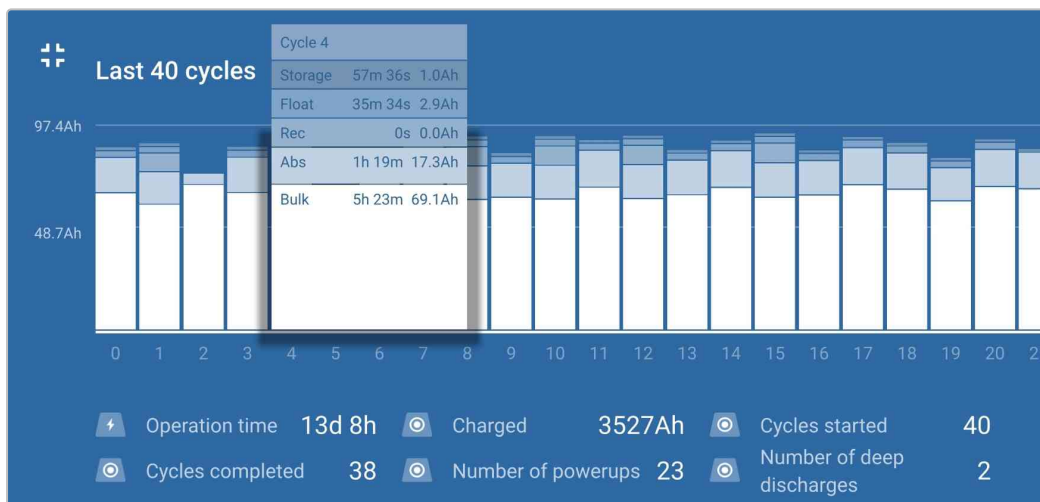 Cycle 4
Last 40 cycles
Storage 57m 36s 1.0Ah
Float 35m 34s 2.9Ah
Rec 0s 0.0Ah
97.4Ah
Abs 1h 19m 17.3Ah
Bulk 5h 23m 69.1Ah
48.7Ah
0 1 2 3 4 5 6 7 8 9 10 11 12 13 14 15 16 17 18 19 20
Operation time 13d 8h Charged 3527Ah Cycles started 40
Cycles completed 38 Number of powerups 23 Number of deep
discharges 2